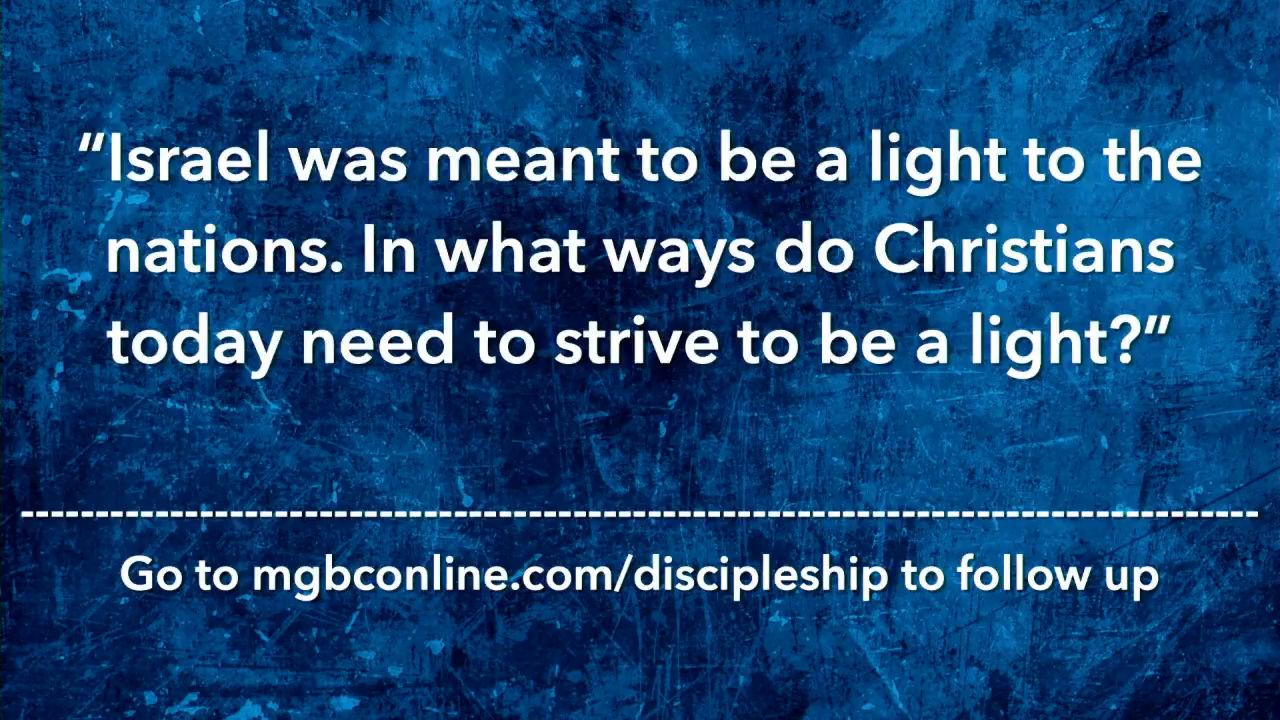 “Israel was meant to be a light to the
nations. In what ways do Christians
today need to strive to be a light?”
Go to mgbconline.com/discipleship to follow up